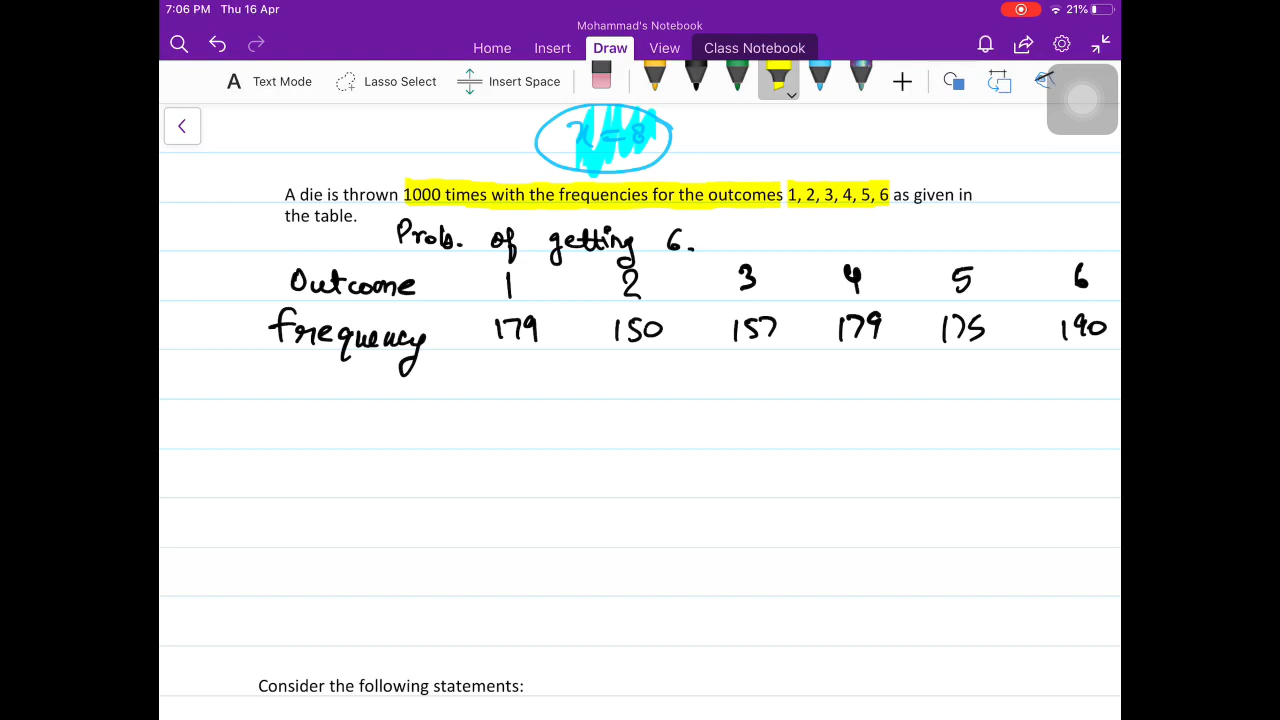 7:06 PM Thu 16 Apr
21%
Mohammad's Notebook
Home Insert Draw View Class Notebook
A Text Mode Lasso Select Insert Space
x = 8
A die is thrown 1000 times with the frequencies for the outcomes 1, 2, 3, 4, 5, 6 as given in
the table.
Prob. of getting 6.
Outcome 1 2 3 4 5 6
frequency 179 150 157 179 175 190
Consider the following statements: